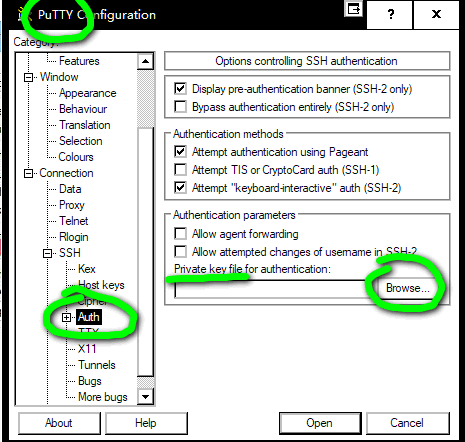 PuTTY Configuration
?
X
Category:
Features
Window
Appearance
Behaviour
Translation
Selection
Colours
Connection
Data
Proxy
Telnet
Rlogin
SSH
Kex
Host keys
Cipher
Auth
TTY
X11
Tunnels
Bugs
More bugs
Options controlling SSH authentication
Display pre-authentication banner (SSH-2 only)
Bypass authentication entirely (SSH-2 only)
Authentication methods
Attempt authentication using Pageant
Attempt TIS or CryptoCard auth (SSH-1)
Attempt "keyboard-interactive" auth (SSH-2)
Authentication parameters
Allow agent forwarding
Allow attempted changes of username in SSH-2
Private key file for authentication:
Browse...
About
Help
Open
Cancel